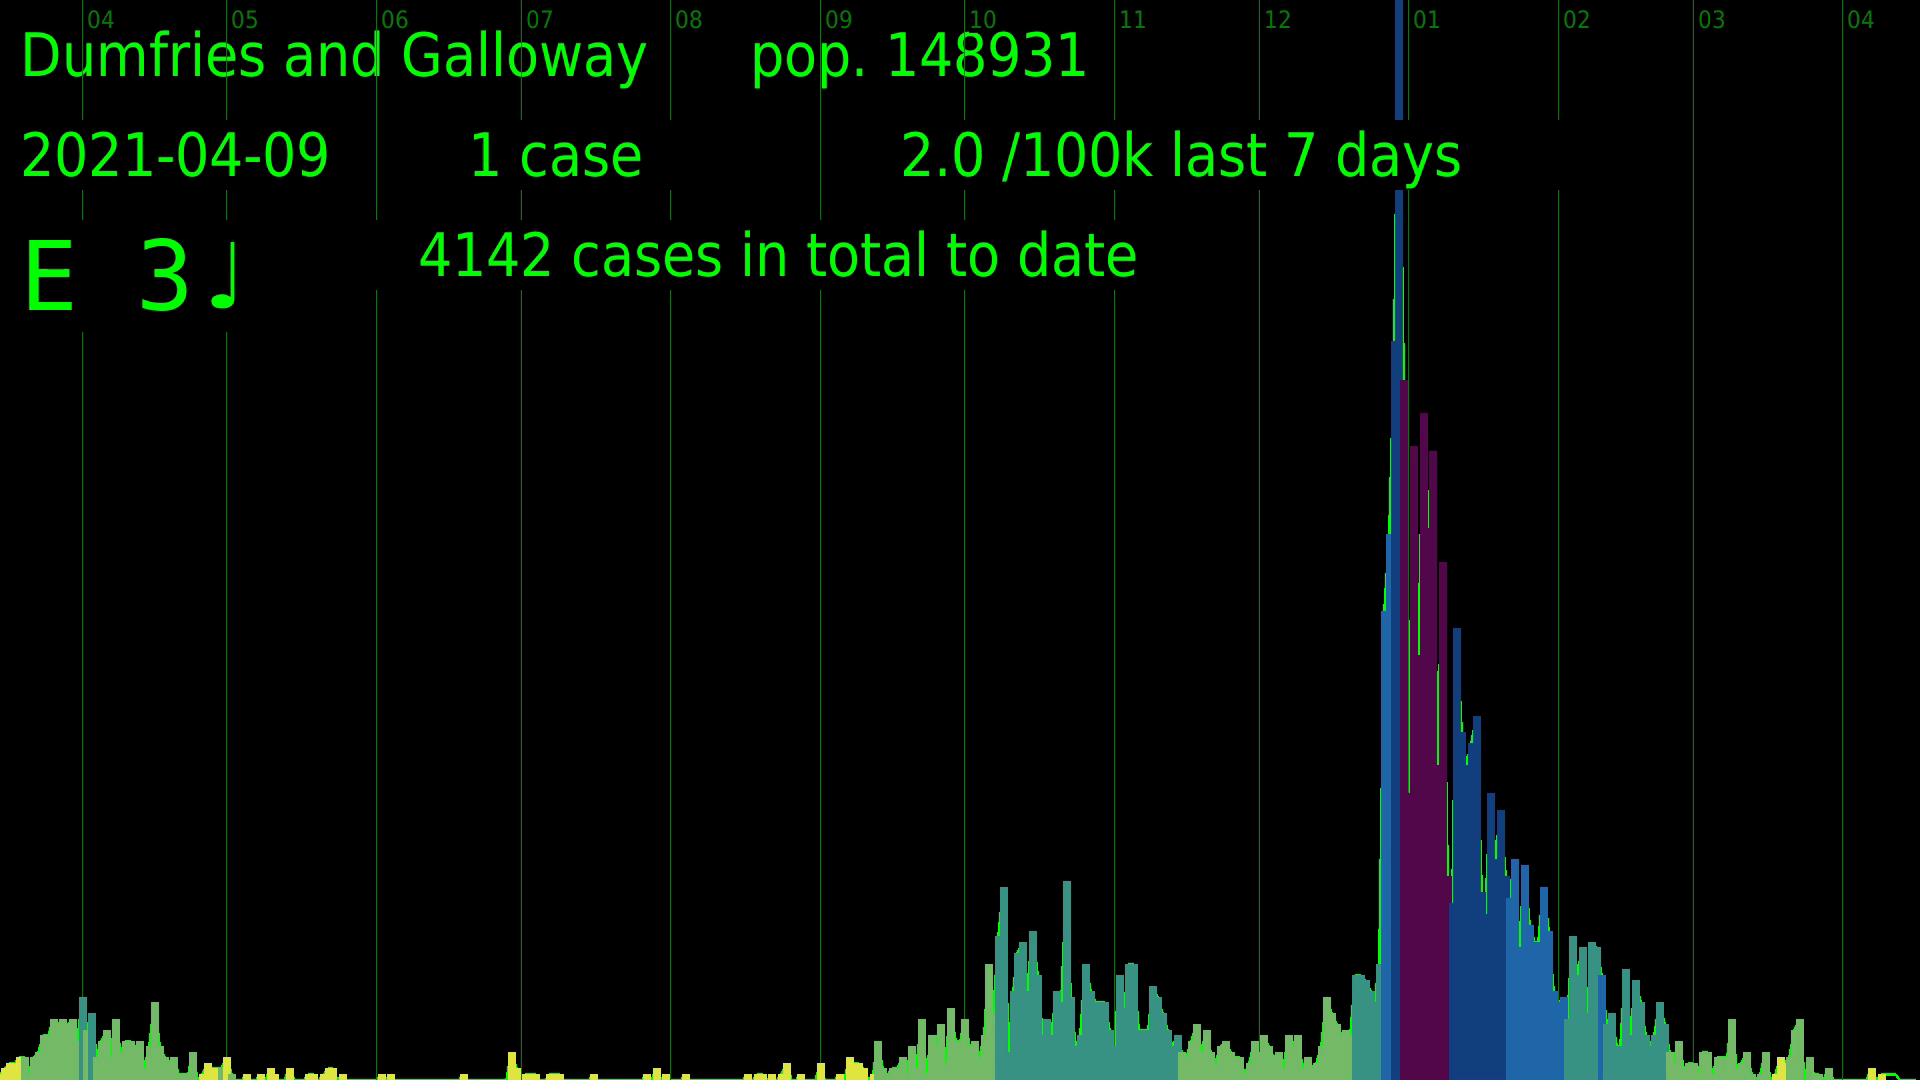 04 05 06 07 08 09 10 11 12 01 02 03 04
Dumfries and Galloway pop. 148931
2021-04-09 1 case 2.0 /100k last 7 days
E 3♩ 4142 cases in total to date